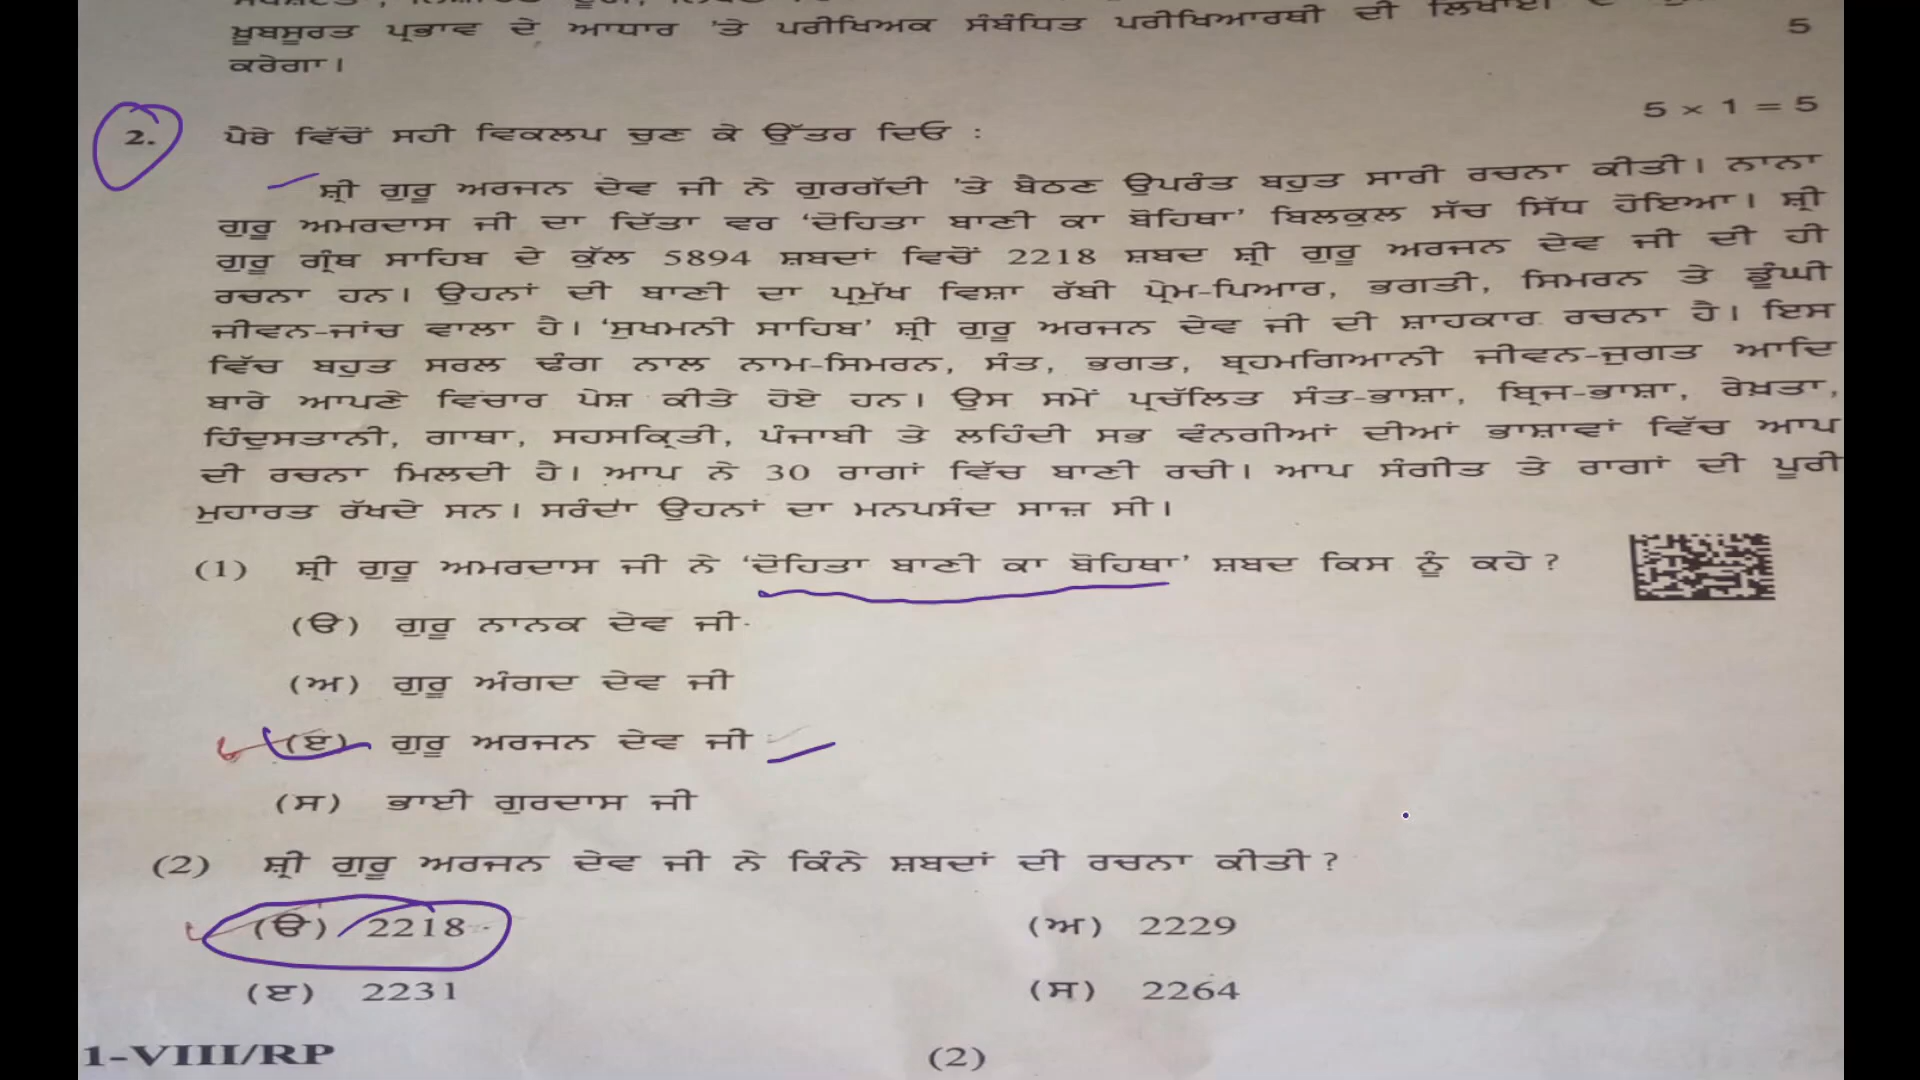 ਖ਼ੂਬਸੂਰਤ ਪ੍ਰਭਾਵ ਦੇ ਆਧਾਰ 'ਤੇ ਪਰੀਖਿਅਕ ਸੰਬੰਧਿਤ ਪਰੀਖਿਆਰਥੀ ਦੀ ਲਿਖਾਈ
ਕਰੇਗਾ। 5
2. ਪੈਰੇ ਵਿੱਚੋਂ ਸਹੀ ਵਿਕਲਪ ਚੁਣ ਕੇ ਉੱਤਰ ਦਿਓ : 5 × 1 = 5
ਸ਼੍ਰੀ ਗੁਰੂ ਅਰਜਨ ਦੇਵ ਜੀ ਨੇ ਗੁਰਗੱਦੀ 'ਤੇ ਬੈਠਣ ਉਪਰੰਤ ਬਹੁਤ ਸਾਰੀ ਰਚਨਾ ਕੀਤੀ। ਨਾਨਾ
ਗੁਰੂ ਅਮਰਦਾਸ ਜੀ ਦਾ ਦਿੱਤਾ ਵਰ 'ਦੋਹਿਤਾ ਬਾਣੀ ਕਾ ਬੋਹਿਥਾ' ਬਿਲਕੁਲ ਸੱਚ ਸਿੱਧ ਹੋਇਆ। ਸ਼੍ਰੀ
ਗੁਰੂ ਗ੍ਰੰਥ ਸਾਹਿਬ ਦੇ ਕੁੱਲ 5894 ਸ਼ਬਦਾਂ ਵਿਚੋਂ 2218 ਸ਼ਬਦ ਸ਼੍ਰੀ ਗੁਰੂ ਅਰਜਨ ਦੇਵ ਜੀ ਦੀ ਹੀ
ਰਚਨਾ ਹਨ। ਉਹਨਾਂ ਦੀ ਬਾਣੀ ਦਾ ਪ੍ਰਮੁੱਖ ਵਿਸ਼ਾ ਰੱਬੀ ਪ੍ਰੇਮ-ਪਿਆਰ, ਭਗਤੀ, ਸਿਮਰਨ ਤੇ ਡੂੰਘੀ
ਜੀਵਨ-ਜਾਂਚ ਵਾਲਾ ਹੈ। 'ਸੁਖਮਨੀ ਸਾਹਿਬ' ਸ਼੍ਰੀ ਗੁਰੂ ਅਰਜਨ ਦੇਵ ਜੀ ਦੀ ਸ਼ਾਹਕਾਰ ਰਚਨਾ ਹੈ। ਇਸ
ਵਿੱਚ ਬਹੁਤ ਸਰਲ ਢੰਗ ਨਾਲ ਨਾਮ-ਸਿਮਰਨ, ਸੰਤ, ਭਗਤ, ਬ੍ਰਹਮਗਿਆਨੀ ਜੀਵਨ-ਜੁਗਤ ਆਦਿ
ਬਾਰੇ ਆਪਣੇ ਵਿਚਾਰ ਪੇਸ਼ ਕੀਤੇ ਹੋਏ ਹਨ। ਉਸ ਸਮੇਂ ਪ੍ਰਚੱਲਿਤ ਸੰਤ-ਭਾਸ਼ਾ, ਬ੍ਰਿਜ-ਭਾਸ਼ਾ, ਰੇਖ਼ਤਾ,
ਹਿੰਦੁਸਤਾਨੀ, ਗਾਥਾ, ਸਹਸਕ੍ਰਿਤੀ, ਪੰਜਾਬੀ ਤੇ ਲਹਿੰਦੀ ਸਭ ਵੰਨਗੀਆਂ ਦੀਆਂ ਭਾਸ਼ਾਵਾਂ ਵਿੱਚ ਆਪ
ਦੀ ਰਚਨਾ ਮਿਲਦੀ ਹੈ। ਆਪ ਨੇ 30 ਰਾਗਾਂ ਵਿੱਚ ਬਾਣੀ ਰਚੀ। ਆਪ ਸੰਗੀਤ ਤੇ ਰਾਗਾਂ ਦੀ ਪੂਰੀ
ਮੁਹਾਰਤ ਰੱਖਦੇ ਸਨ। ਸਰੰਦਾ ਉਹਨਾਂ ਦਾ ਮਨਪਸੰਦ ਸਾਜ਼ ਸੀ।
(1) ਸ਼੍ਰੀ ਗੁਰੂ ਅਮਰਦਾਸ ਜੀ ਨੇ 'ਦੋਹਿਤਾ ਬਾਣੀ ਕਾ ਬੋਹਿਥਾ' ਸ਼ਬਦ ਕਿਸ ਨੂੰ ਕਹੇ ?
(ੳ) ਗੁਰੂ ਨਾਨਕ ਦੇਵ ਜੀ
(ਅ) ਗੁਰੂ ਅੰਗਦ ਦੇਵ ਜੀ
(ੲ) ਗੁਰੂ ਅਰਜਨ ਦੇਵ ਜੀ
(ਸ) ਭਾਈ ਗੁਰਦਾਸ ਜੀ
(2) ਸ਼੍ਰੀ ਗੁਰੂ ਅਰਜਨ ਦੇਵ ਜੀ ਨੇ ਕਿੰਨੇ ਸ਼ਬਦਾਂ ਦੀ ਰਚਨਾ ਕੀਤੀ ?
(ੳ) 2218 (ਅ) 2229
(ੲ) 2231 (ਸ) 2264
1-VIII/RP (2)